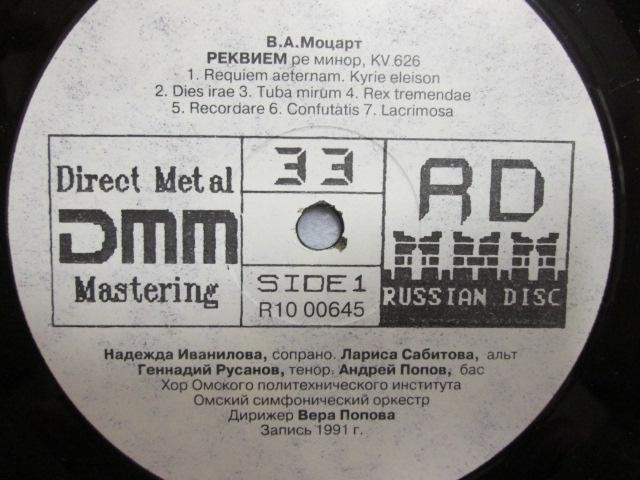 В.А.Моцарт
РЕКВИЕМ ре минор, KV.626
1. Requiem aeternam. Kyrie eleison
2. Dies irae 3. Tuba mirum 4. Rex tremendae
5. Recordare 6. Confutatis 7. Lacrimosa
Direct Metal
DMM
Mastering
33
SIDE 1
R10 00645
RD
RUSSIAN DISC
Надежда Иванилова, сопрано. Лариса Сабитова, альт
Геннадий Русанов, тенор. Андрей Попов, бас
Хор Омского политехнического института
Омский симфонический оркестр
Дирижер Вера Попова
Запись 1991 г.